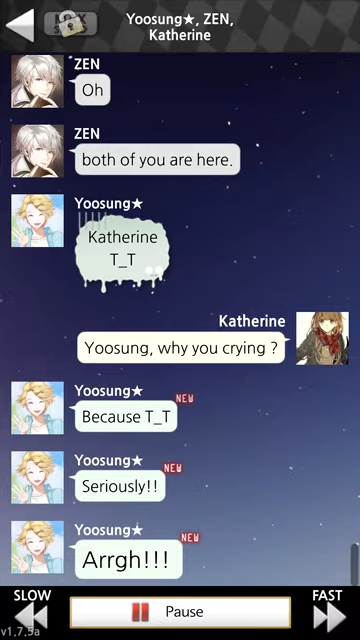 Yoosung★, ZEN,
Katherine
ZEN
Oh
ZEN
both of you are here.
Yoosung★
Katherine
T_T
Katherine
Yoosung, why you crying ?
Yoosung★
NEW
Because T_T
Yoosung★
NEW
Seriously!!
Yoosung★
NEW
Arrgh!!!
SLOW
FAST
Pause
v1.7.5a